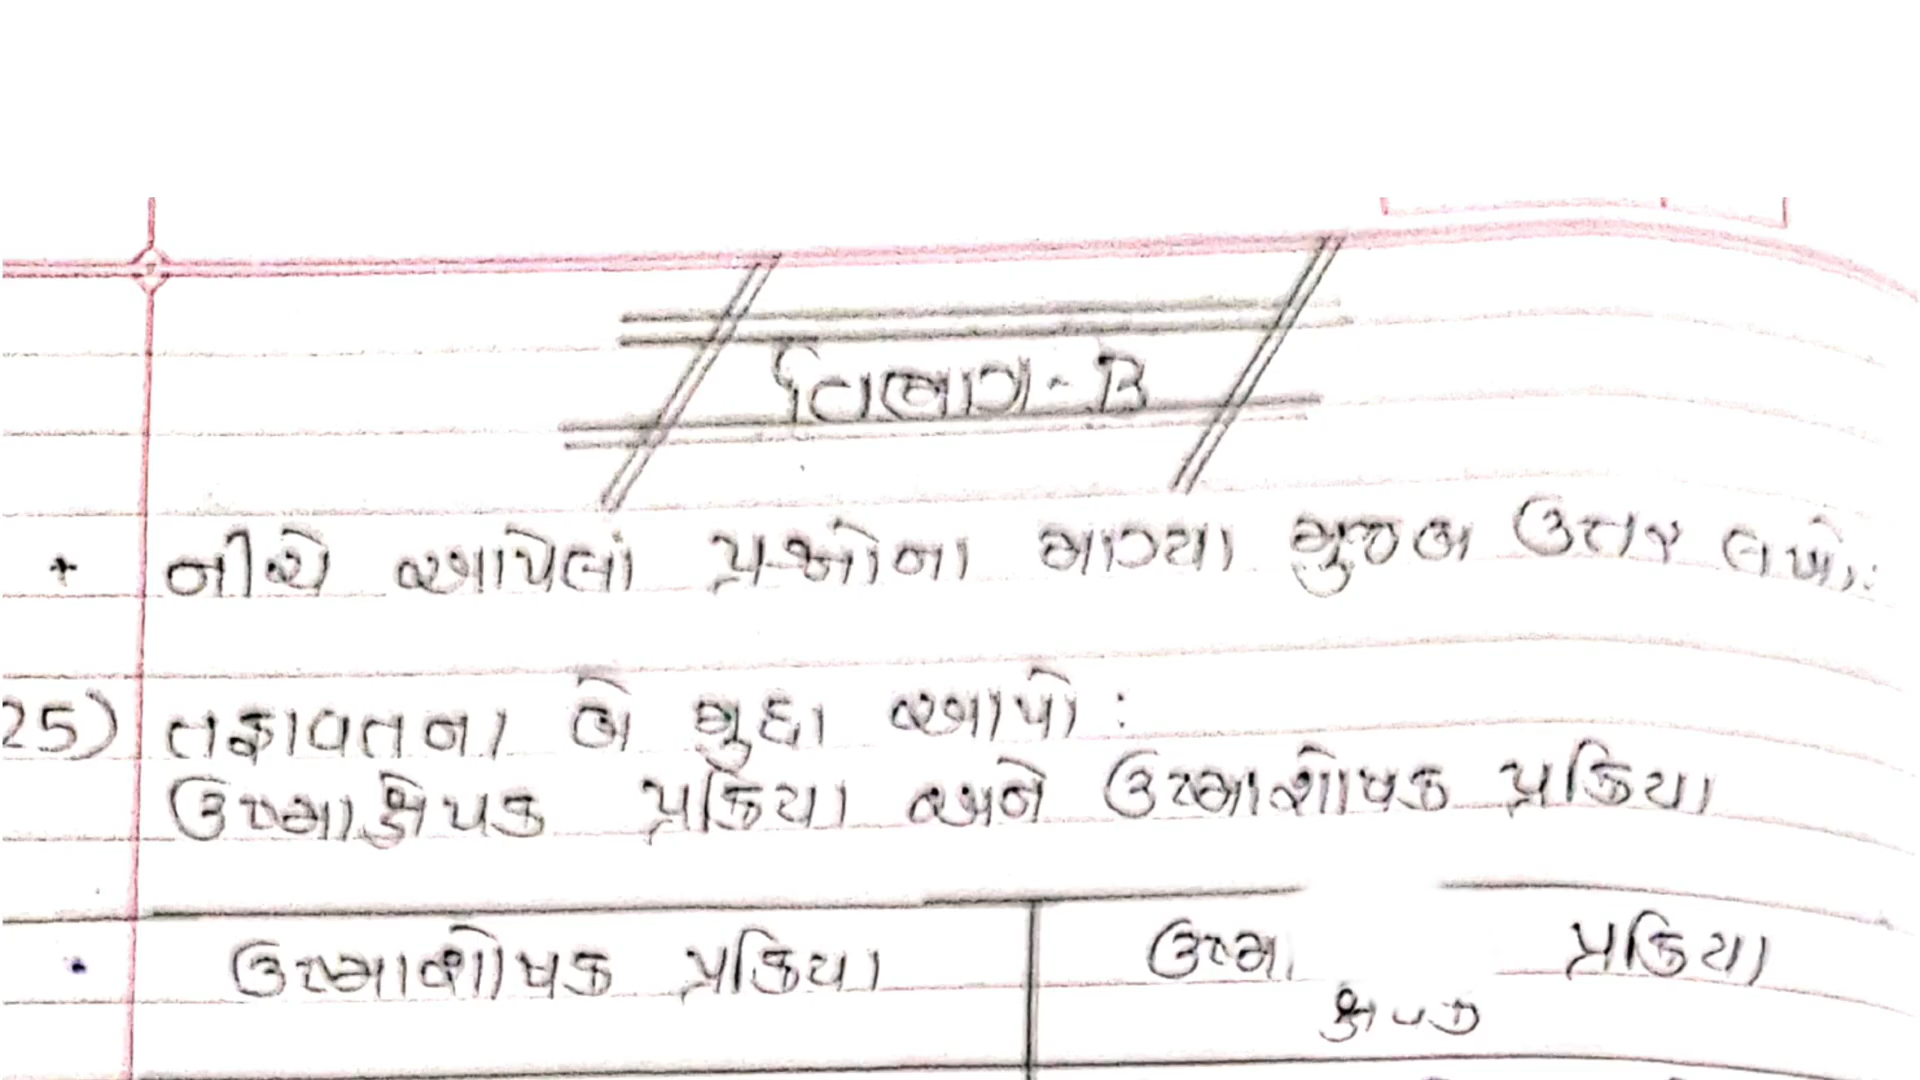 વિભાગ - B
+ નીચે આપેલાં પ્રશ્નોના માગ્યા મુજબ ઉત્તર લખો:
25) તફાવતના બે મુદ્દા આપો :
ઉષ્માક્ષેપક પ્રક્રિયા અને ઉષ્માશોષક પ્રક્રિયા
• ઉષ્માશોષક પ્રક્રિયા ઉષ્મા ક્ષેપક પ્રક્રિયા